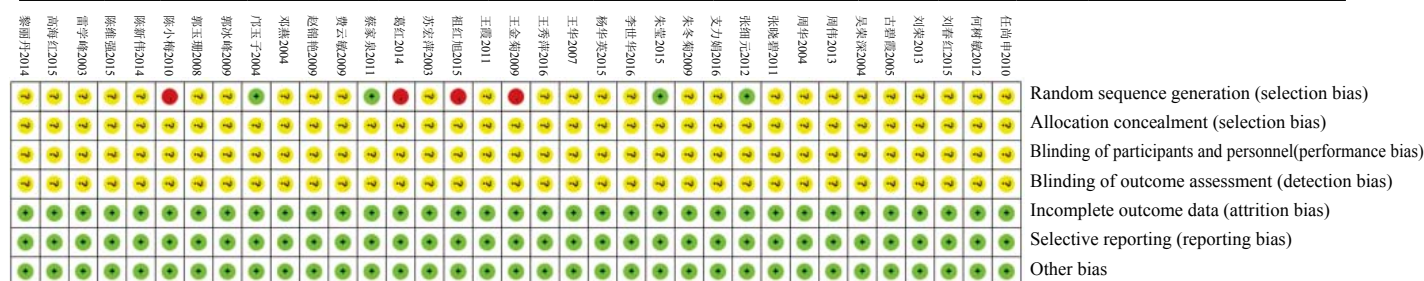 黎丽丹2014
高海红2015
雷学峰2003
陈维强2015
陈新伟2014
陈小梅2010
郭玉珊2008
郭冰峰2009
邝玉子2004
邓燕2004
赵锦艳2009
费云敏2009
蔡家泉2011
葛红2014
苏宏萍2003
祖红旭2015
王霞2011
王金菊2009
王秀萍2016
王华2007
杨华英2015
李世华2016
朱莹2015
朱冬菊2009
支力娟2016
张细元2012
张晓碧2011
周华2004
周伟2013
吴荣深2004
古碧霞2005
刘荣2013
刘春红2015
何树敏2012
任尚申2010
Random sequence generation (selection bias)
Allocation concealment (selection bias)
Blinding of participants and personnel(performance bias)
Blinding of outcome assessment (detection bias)
Incomplete outcome data (attrition bias)
Selective reporting (reporting bias)
Other bias